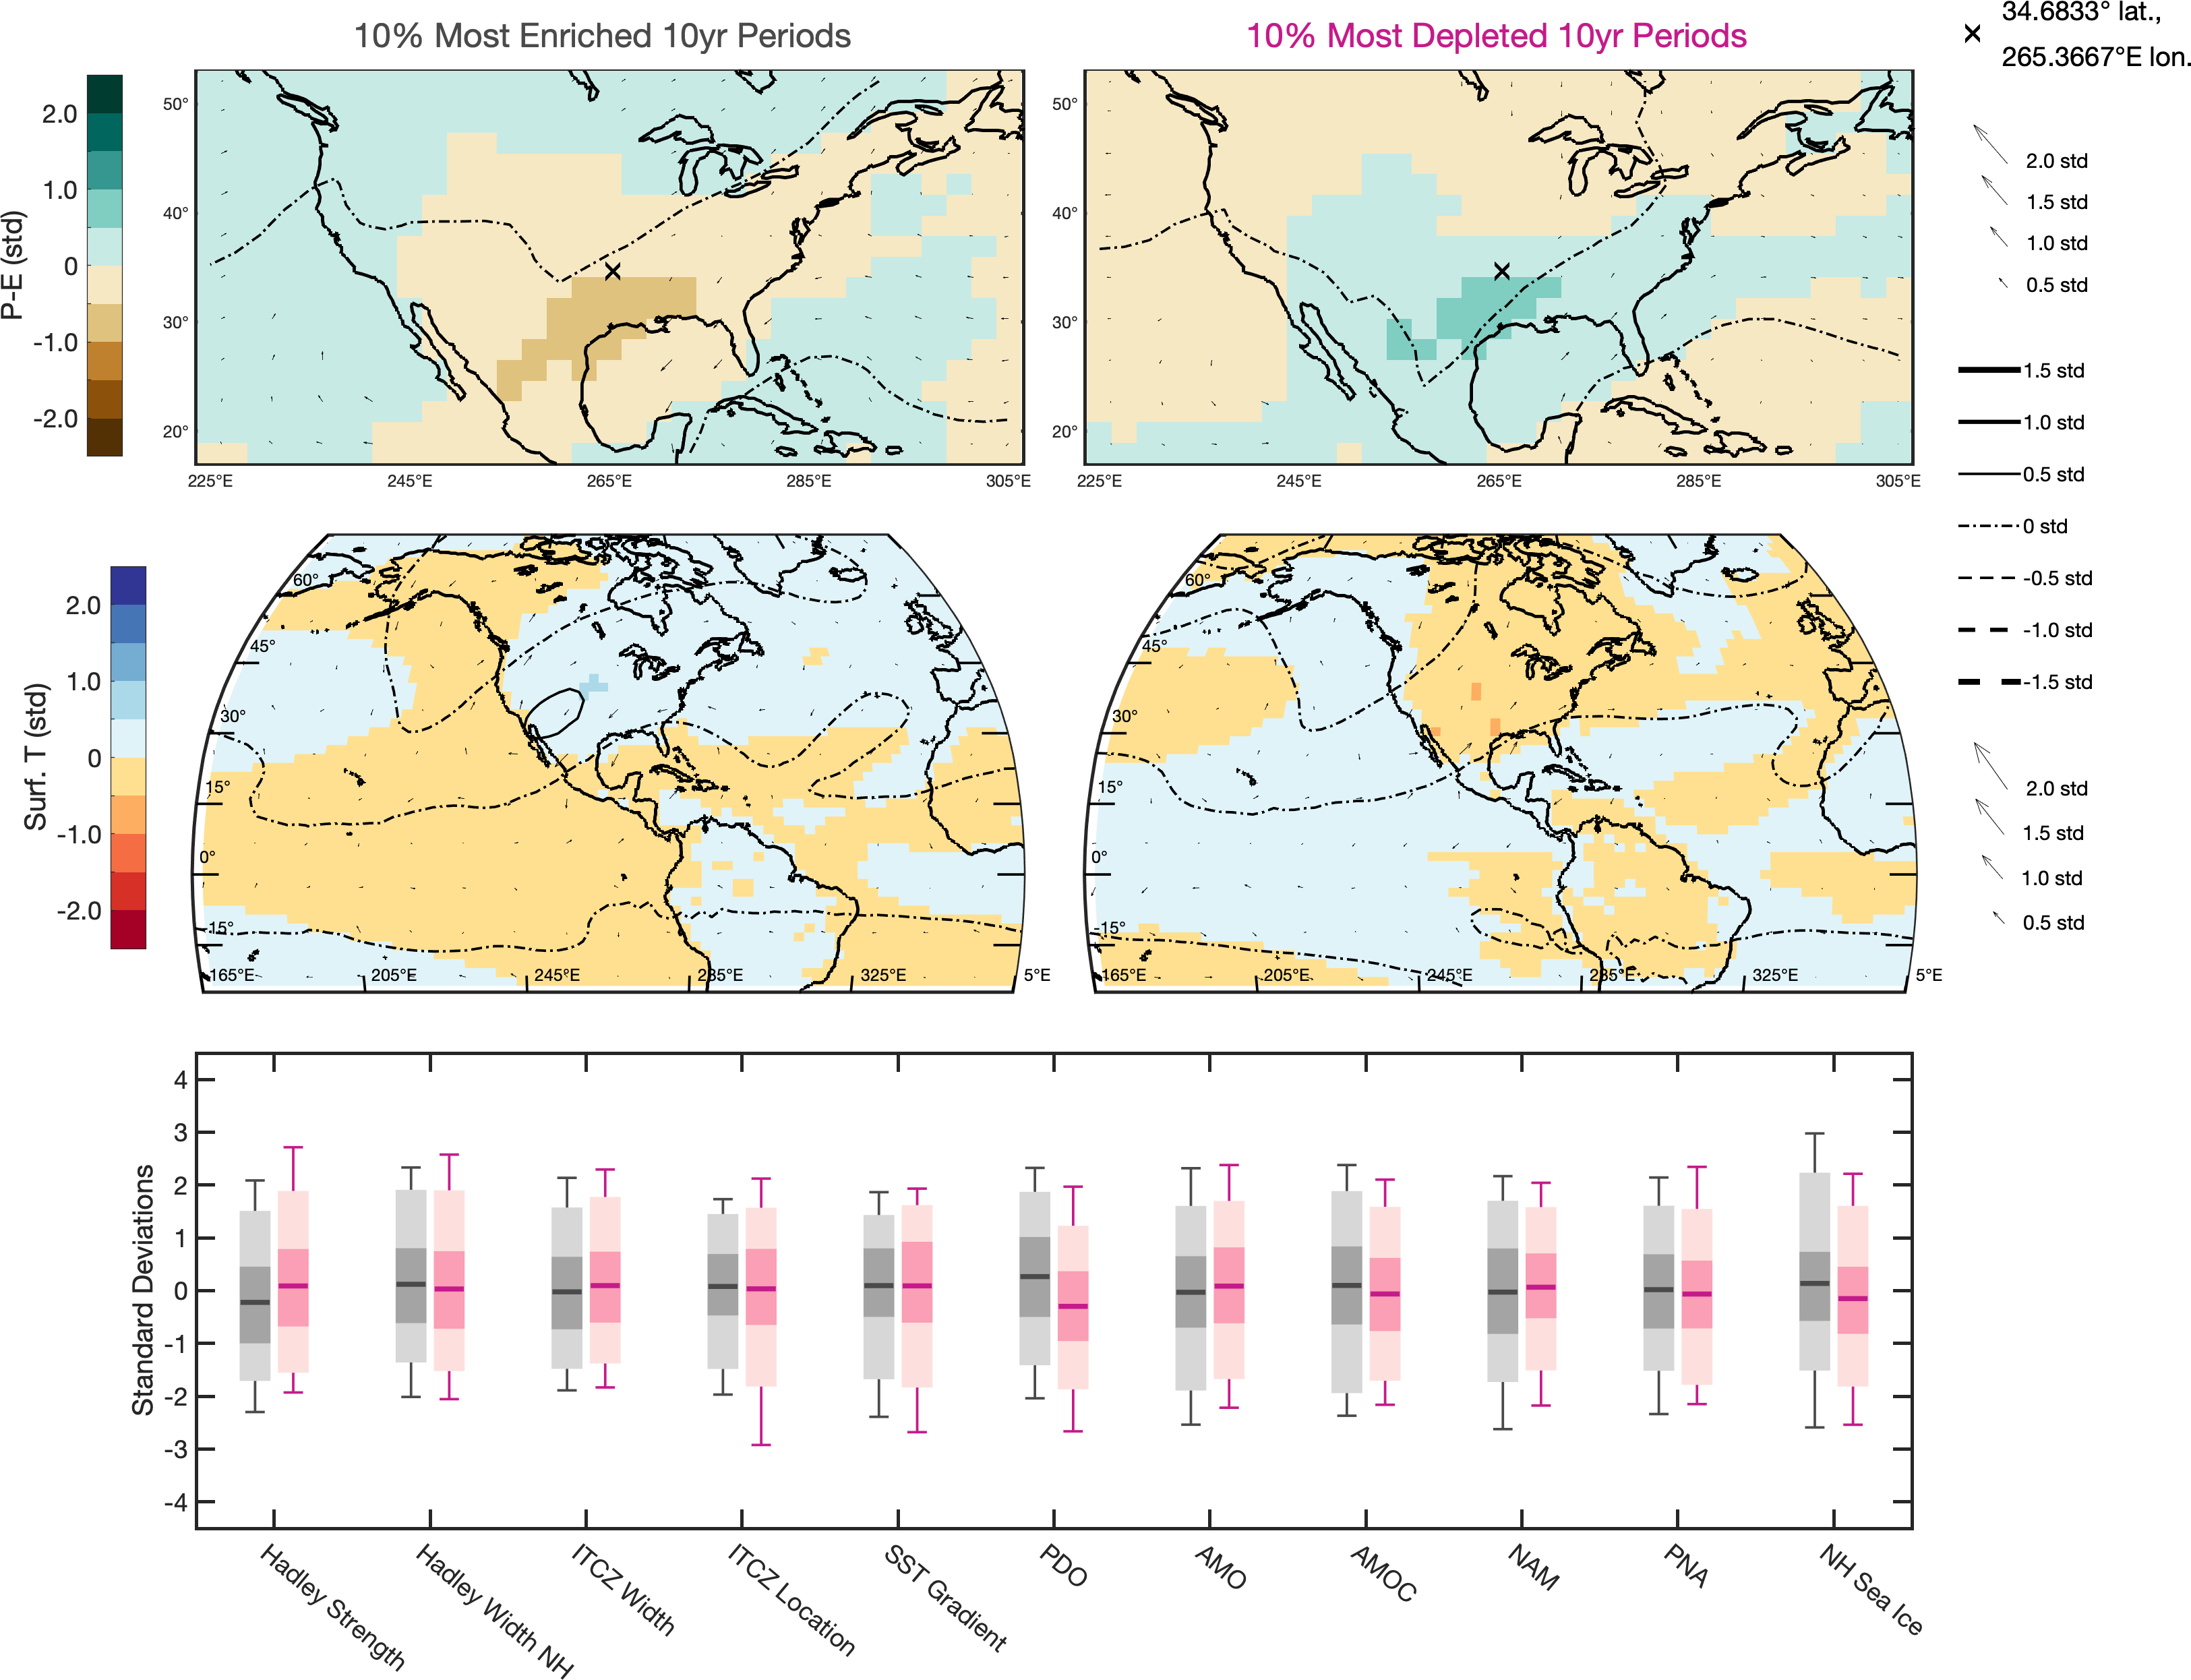 10% Most Enriched 10yr Periods
10% Most Depleted 10yr Periods
34.6833° lat.,
265.3667°E lon.
P-E (std)
2.0
1.0
0
-1.0
-2.0
50°
40°
30°
20°
225°E 245°E 265°E 285°E 305°E
50°
40°
30°
20°
225°E 245°E 265°E 285°E 305°E
2.0 std
1.5 std
1.0 std
0.5 std
1.5 std
1.0 std
0.5 std
0 std
-0.5 std
-1.0 std
-1.5 std
Surf. T (std)
2.0
1.0
0
-1.0
-2.0
60°
45°
30°
15°
0°
-15°
165°E 205°E 245°E 285°E 325°E 5°E
60°
45°
30°
15°
0°
-15°
165°E 205°E 245°E 285°E 325°E 5°E
2.0 std
1.5 std
1.0 std
0.5 std
Standard Deviations
4
3
2
1
0
-1
-2
-3
-4
Hadley Strength
Hadley Width NH
ITCZ Width
ITCZ Location
SST Gradient
PDO
AMO
AMOC
NAM
PNA
NH Sea Ice